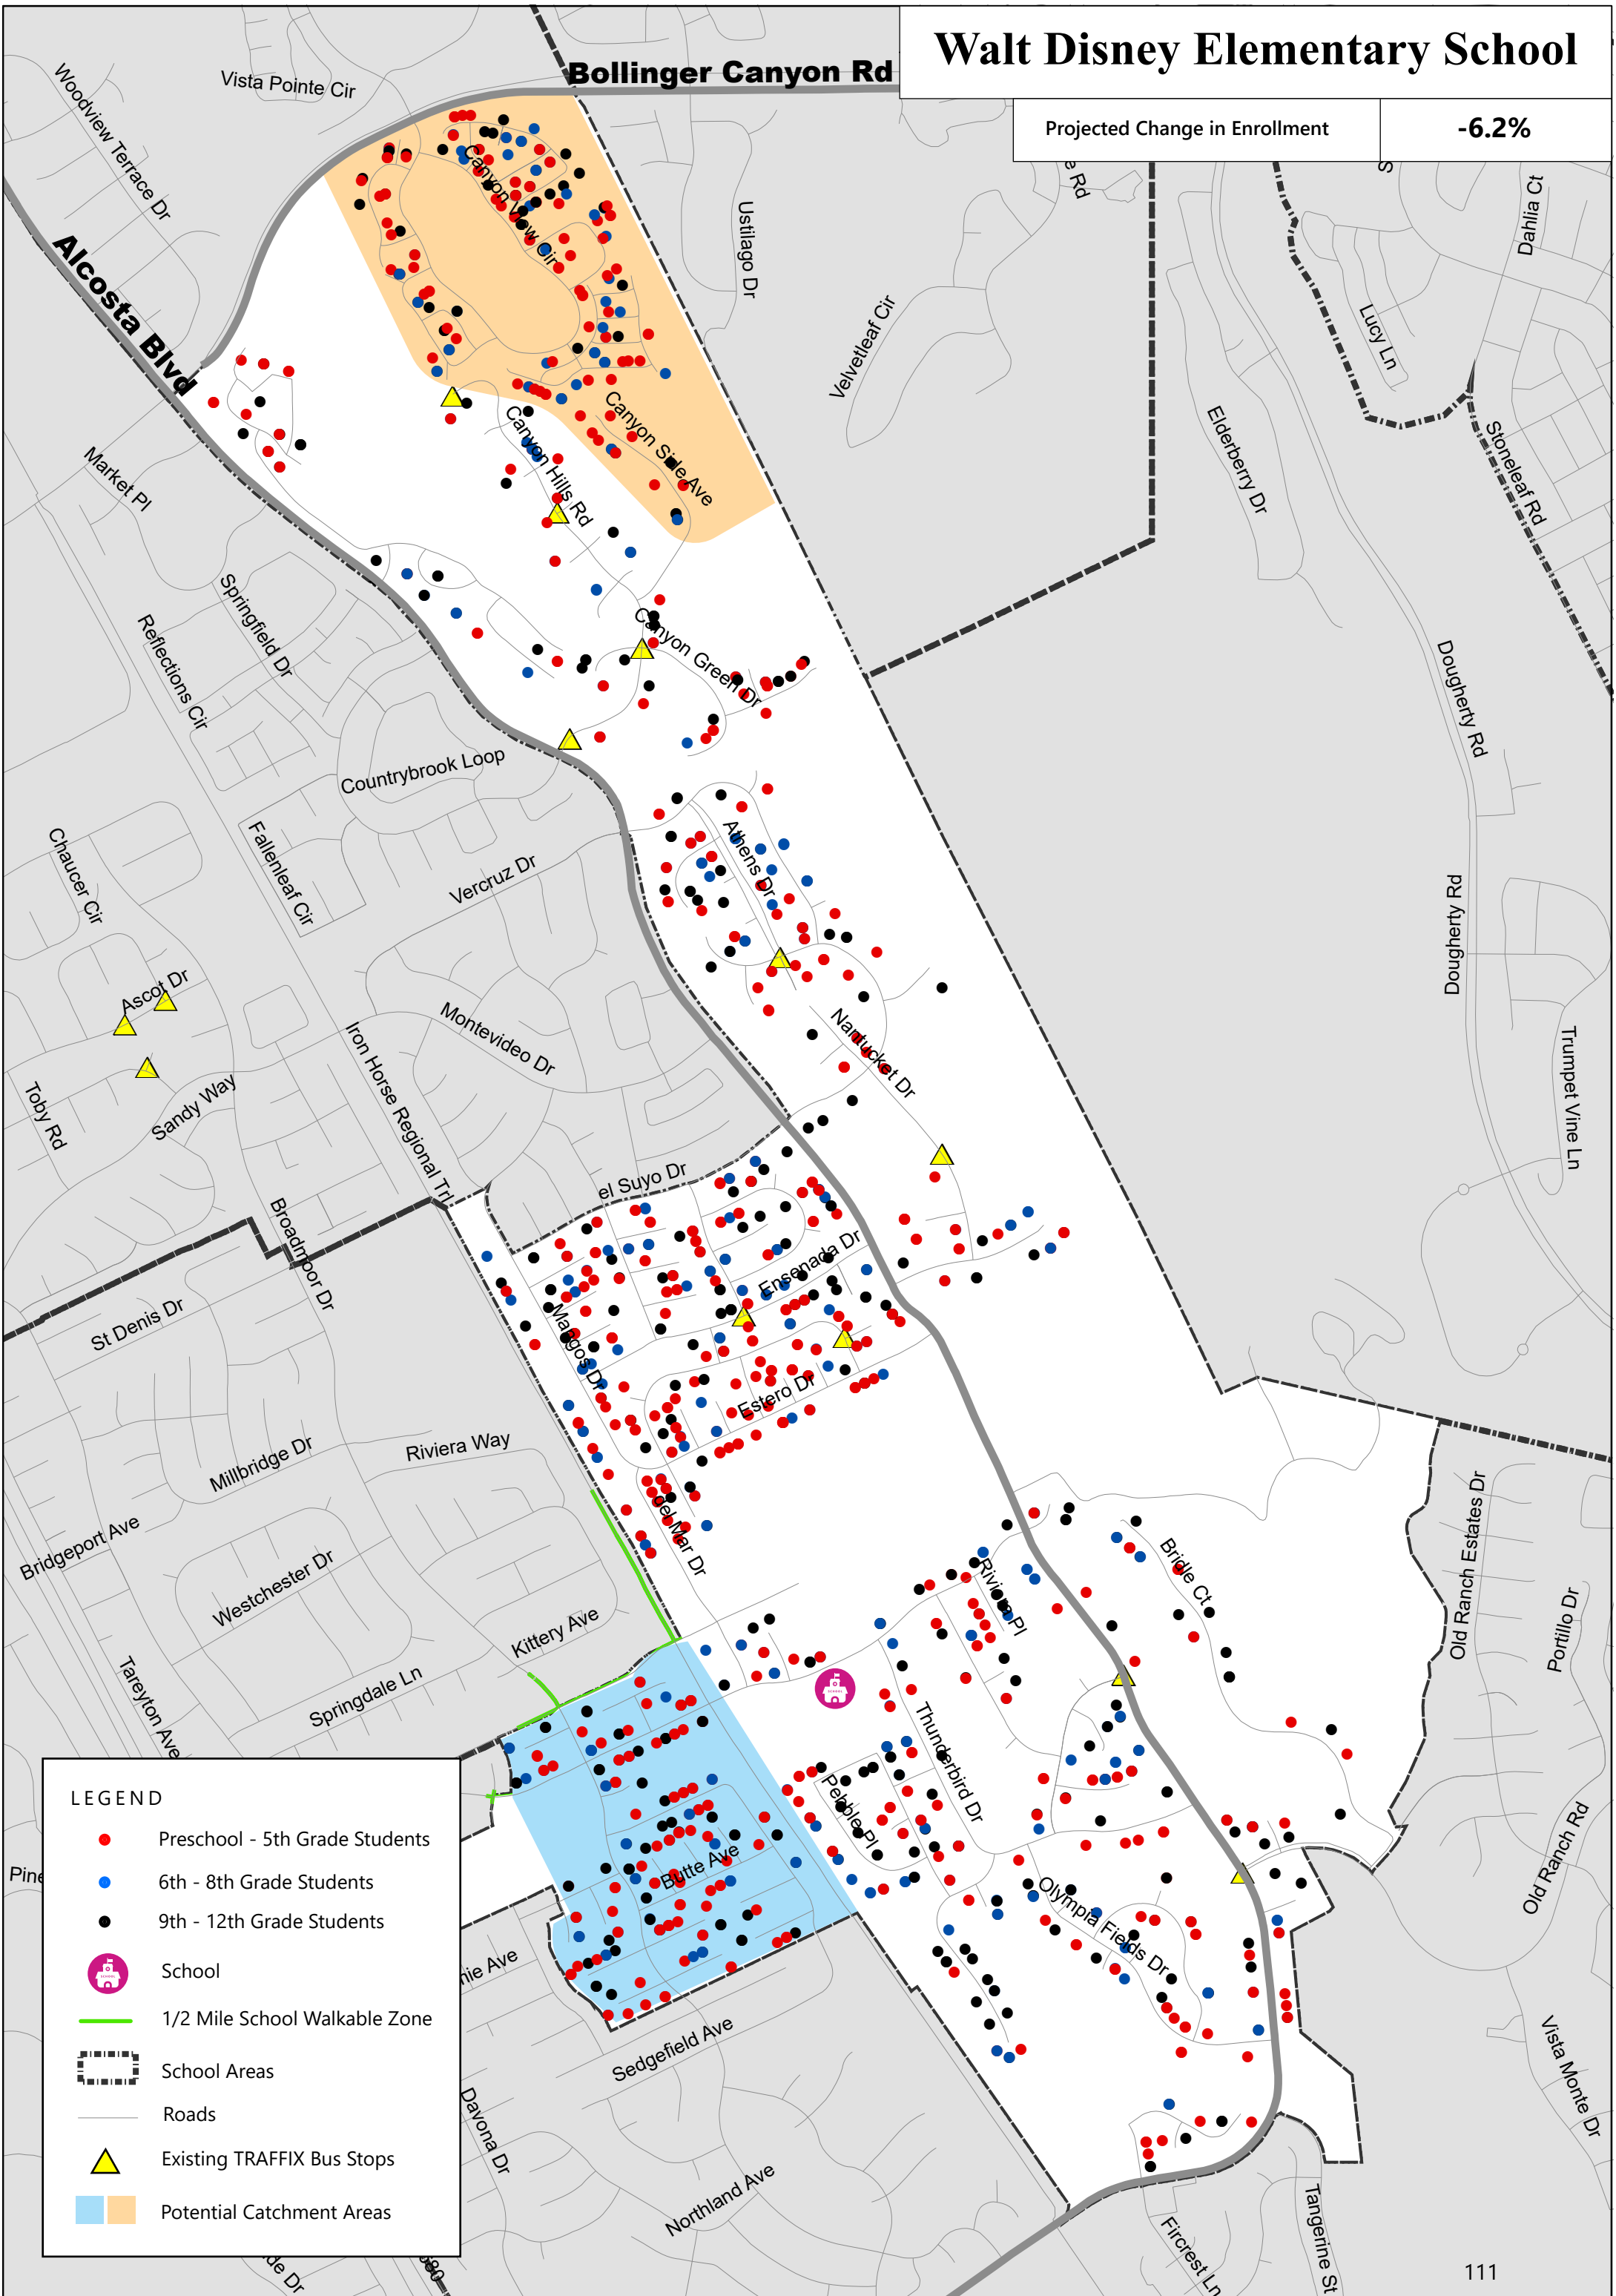 Walt Disney Elementary School
Projected Change in Enrollment
-6.2%
Bollinger Canyon Rd
Vista Pointe Cir
Woodview Terrace Dr
Alcosta Blvd
Canyon View Cir
Ustilago Dr
e Rd
S
Dahlia Ct
Lucy Ln
Velvetleaf Cir
Elderberry Dr
Stoneleaf Rd
Canyon Side Ave
Canyon Hills Rd
Market Pl
Springfield Dr
Reflections Cir
Canyon Green Dr
Dougherty Rd
Countrybrook Loop
Chaucer Cir
Fallenleaf Cir
Vercruz Dr
Athens Dr
Dougherty Rd
Ascot Dr
Montevideo Dr
Nantucket Dr
Iron Horse Regional Trl
Toby Rd
Sandy Way
Trumpet Vine Ln
el Suyo Dr
Broadmoor Dr
Ensenada Dr
St Denis Dr
Mangos Dr
Estero Dr
Millbridge Dr
Riviera Way
Old Ranch Estates Dr
Bridgeport Ave
del Mar Dr
Westchester Dr
Riviera Pl
Bridle Ct
Portillo Dr
Kittery Ave
Tareyton Ave
Springdale Ln
Thunderbird Dr
Pebble Pl
Butte Ave
Old Ranch Rd
Pine
Olympia Fields Dr
nie Ave
Sedgefield Ave
Vista Monte Dr
Davona Dr
Northland Ave
Tangerine St
Fircrest Ln
de Dr
680
LEGEND
Preschool - 5th Grade Students
6th - 8th Grade Students
9th - 12th Grade Students
School
1/2 Mile School Walkable Zone
School Areas
Roads
Existing TRAFFIX Bus Stops
Potential Catchment Areas
111